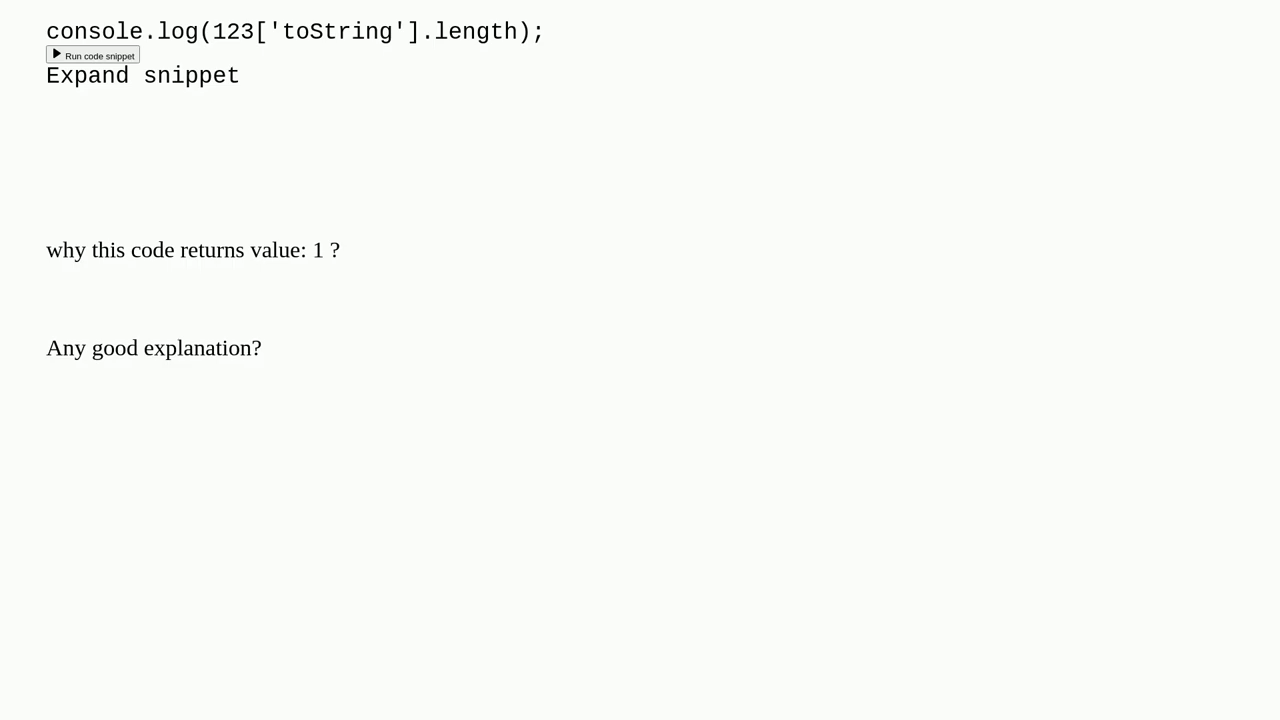 console.log(123['toString'].length);
Run code snippet
Expand snippet
why this code returns value: 1 ?
Any good explanation?